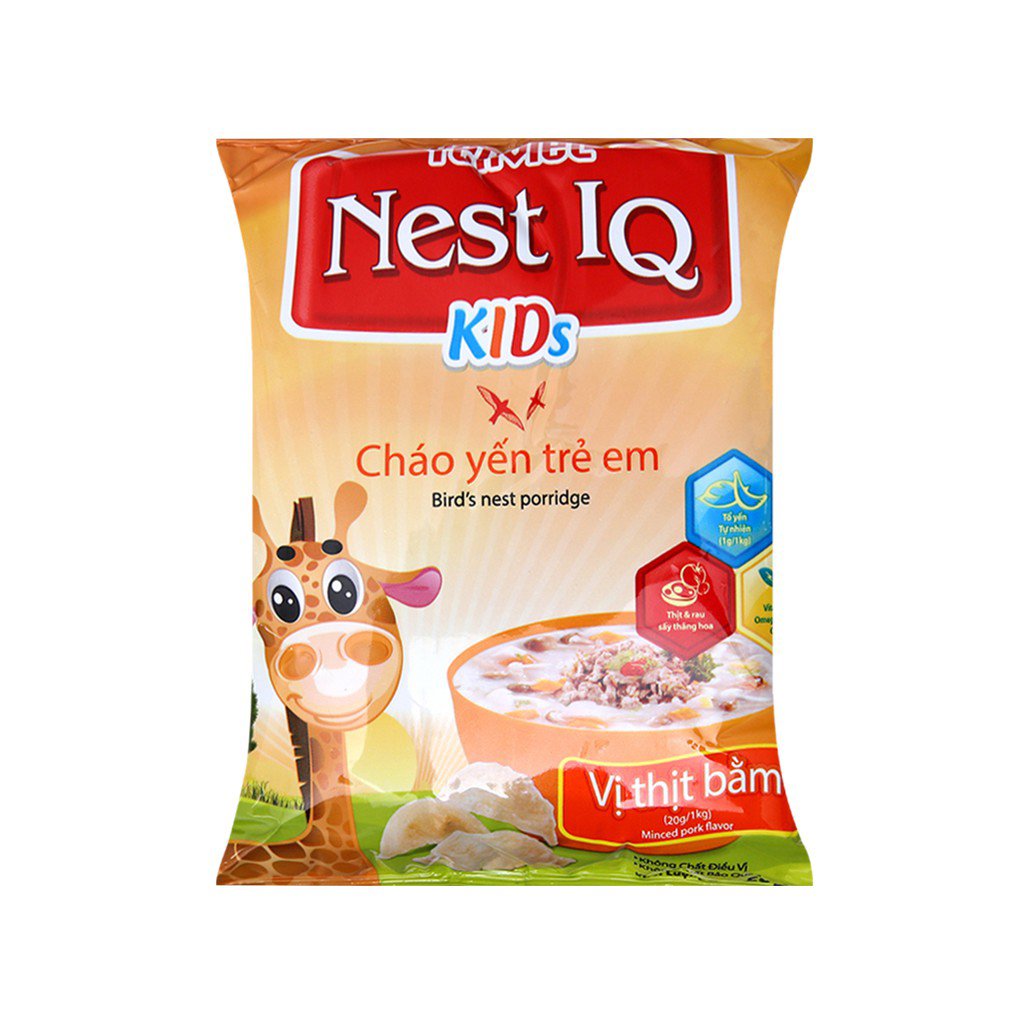 Nest IQ
KIDs
Cháo yến trẻ em
Bird's nest porridge
Tổ yến
Tự nhiên
(1g/1kg)
Thịt & rau
sấy thăng hoa
Vị thịt bằm
(20g/1kg)
Minced pork flavor
• Không Chất Điều Vị